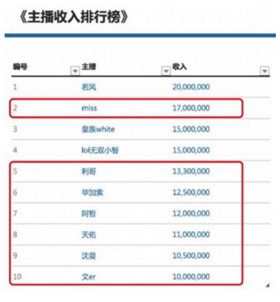 《主播收入排行榜》
编号 主播 收入
1 若风 20,000,000
2 miss 17,000,000
3 皇族white 15,000,000
4 lol无双小智 15,000,000
5 利哥 13,300,000
6 毕加索 12,500,000
7 阿哲 12,000,000
8 天佑 11,000,000
9 沈曼 10,500,000
10 文er 10,000,000